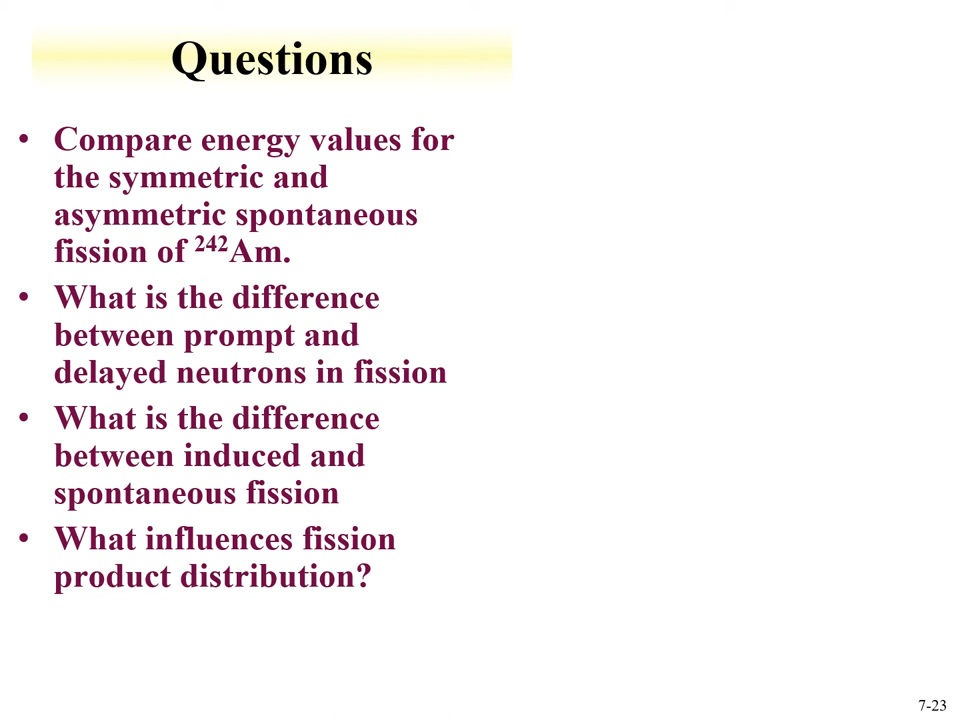 Questions
• Compare energy values for
the symmetric and
asymmetric spontaneous
fission of ²⁴²Am.
• What is the difference
between prompt and
delayed neutrons in fission
• What is the difference
between induced and
spontaneous fission
• What influences fission
product distribution?
7-23